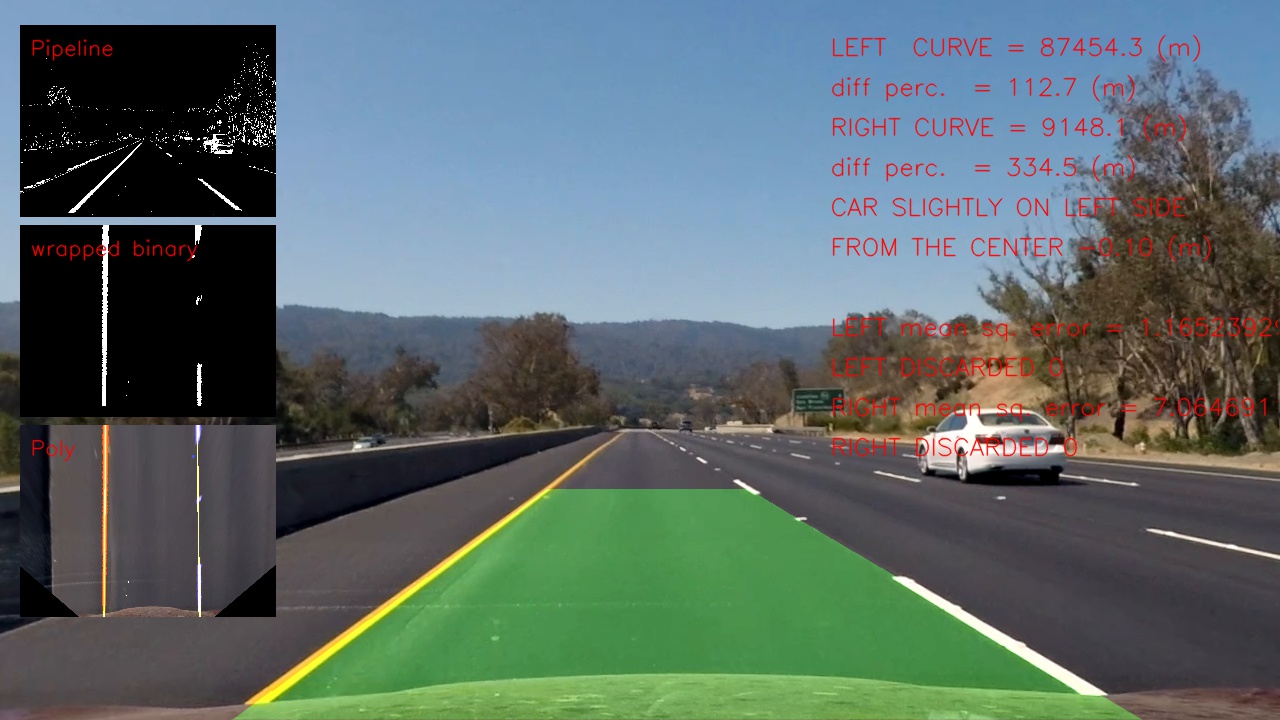 Pipeline
wrapped binary
Poly
LEFT CURVE = 87454.3 (m)
diff perc. = 112.7 (m)
RIGHT CURVE = 9148.1 (m)
diff perc. = 334.5 (m)
CAR SLIGHTLY ON LEFT SIDE
FROM THE CENTER -0.10 (m)
LEFT mean sq. error = 1.1652392
LEFT DISCARDED 0
RIGHT mean sq. error = 7.084691
RIGHT DISCARDED 0